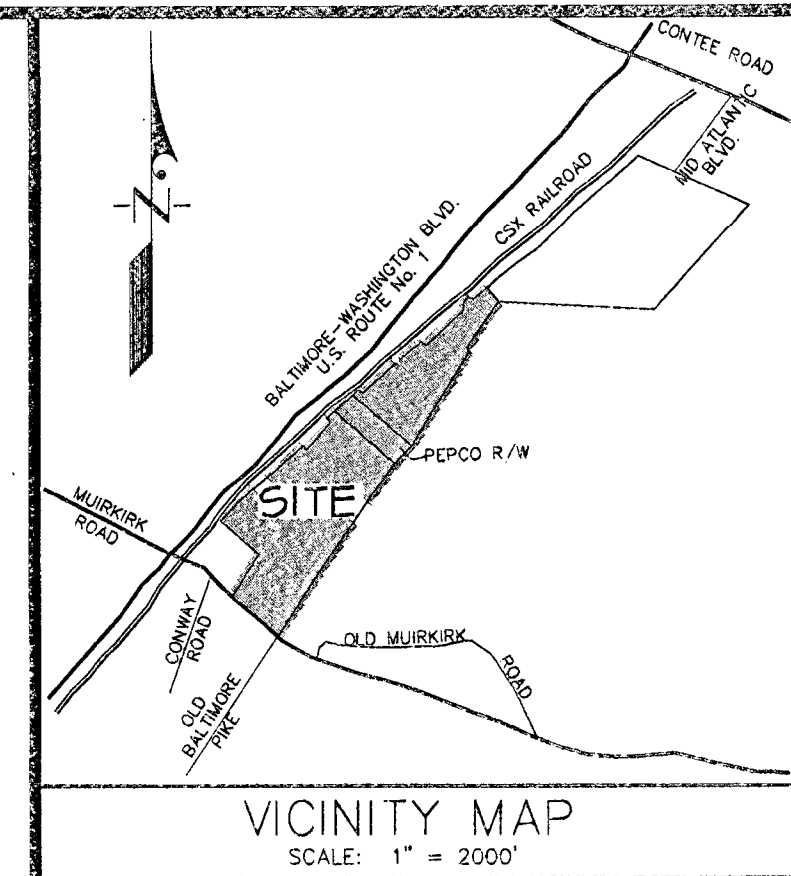 CONTEE ROAD
MID ATLANTIC
BLVD.
CSX RAILROAD
BALTIMORE-WASHINGTON BLVD.
U.S. ROUTE No. 1
N
PEPCO R/W
SITE
MUIRKIRK
ROAD
CONWAY
ROAD
OLD MUIRKIRK
ROAD
OLD
BALTIMORE
PIKE
VICINITY MAP
SCALE: 1" = 2000'